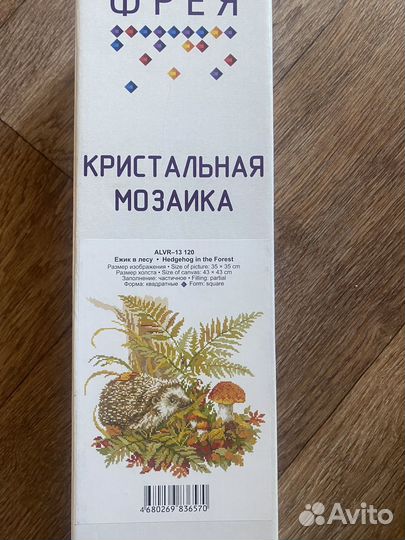 ФРЕЯ
КРИСТАЛЬНАЯ
МОЗАИКА
ALVR–13 120
Ежик в лесу • Hedgehog in the Forest
Размер изображения • Size of picture: 35 × 35 cm
Размер холста • Size of canvas: 43 × 43 cm
Заполнение: частичное • Filling: partial
Форма: квадратные ◆ Form: square
4 680269 836570
Avito